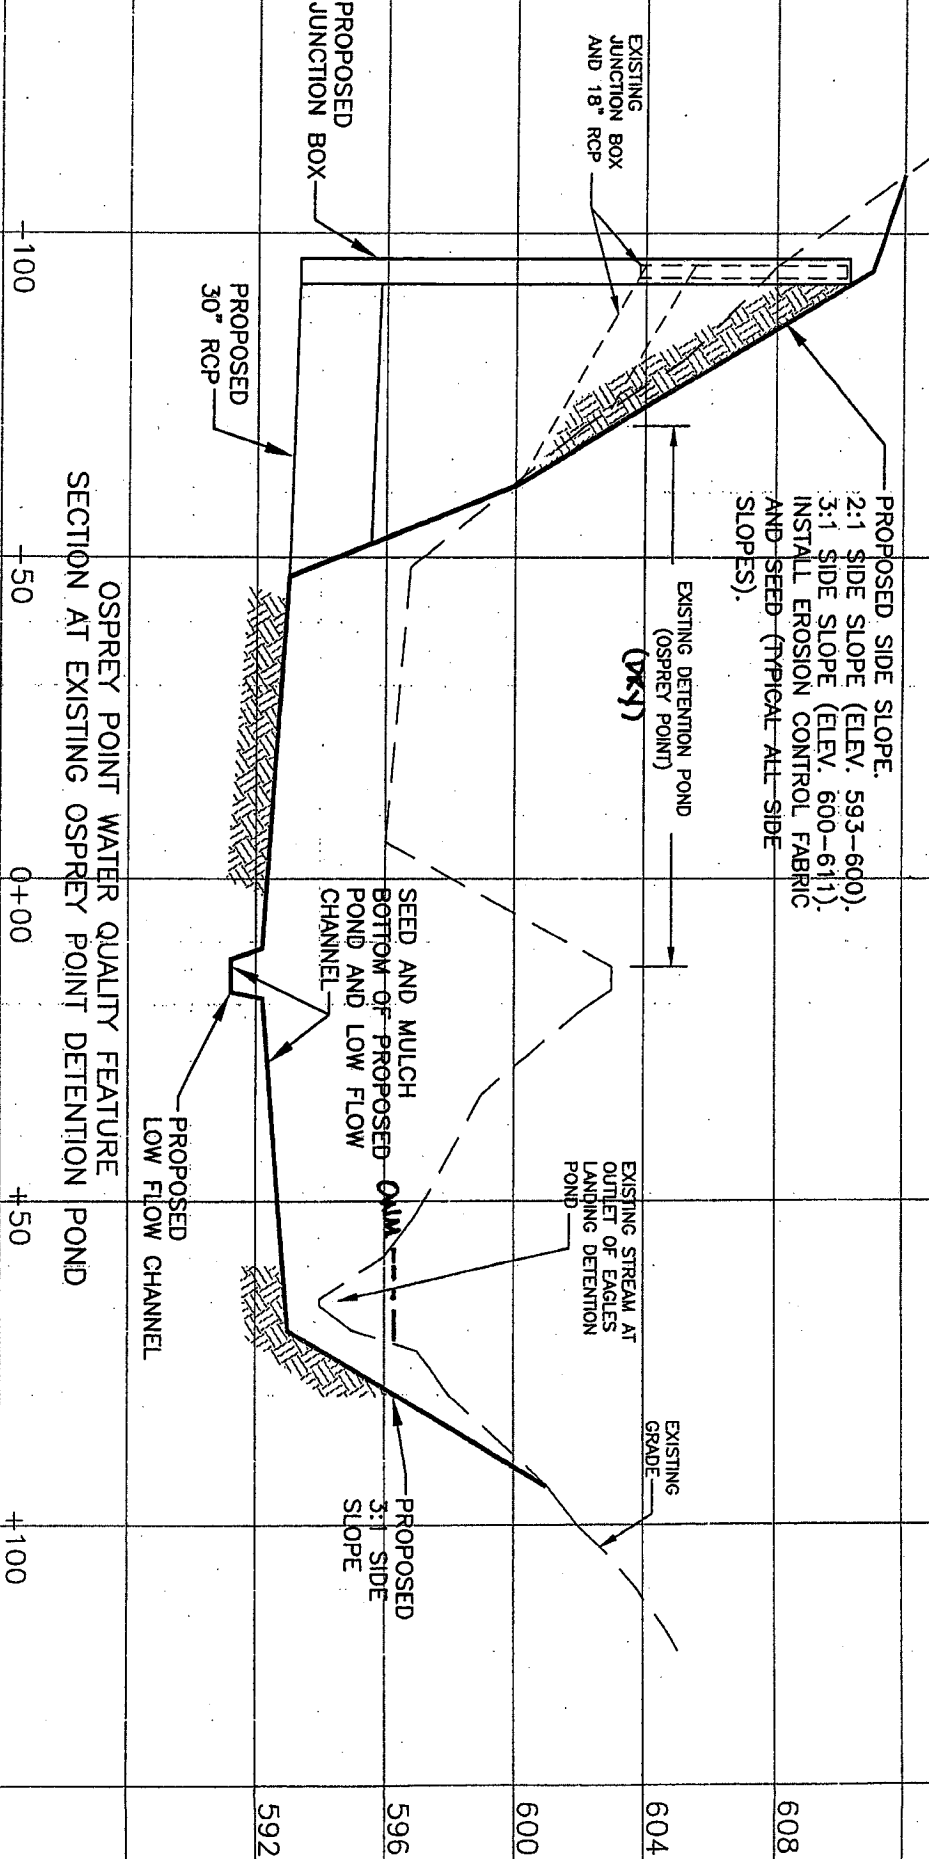 PROPOSED SIDE SLOPE.
2:1 SIDE SLOPE (ELEV. 593-600).
3:1 SIDE SLOPE (ELEV. 600-611).
INSTALL EROSION CONTROL FABRIC
AND SEED (TYPICAL ALL SIDE
SLOPES).
EXISTING
JUNCTION BOX
AND 18" RCP
EXISTING DETENTION POND
(OSPREY POINT)
(DRY)
EXISTING
GRADE
EXISTING STREAM AT
OUTLET OF EAGLES
LANDING DETENTION
POND
PROPOSED
JUNCTION BOX
SEED AND MULCH
BOTTOM OF PROPOSED
POND AND LOW FLOW
CHANNEL
PROPOSED
3:1 SIDE
SLOPE
PROPOSED
30" RCP
PROPOSED
LOW FLOW CHANNEL
608
604
600
596
592
OSPREY POINT WATER QUALITY FEATURE
SECTION AT EXISTING OSPREY POINT DETENTION POND
-100
-50
0+00
+50
+100